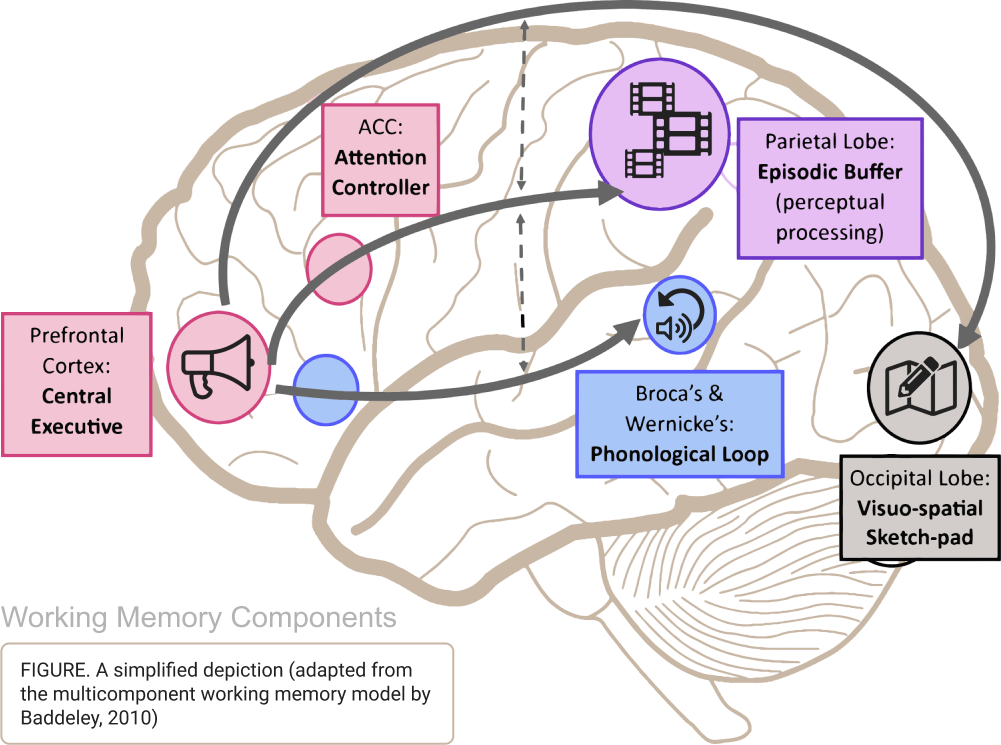 ACC:
Attention
Controller
Parietal Lobe:
Episodic Buffer
(perceptual
processing)
Prefrontal
Cortex:
Central
Executive
Broca’s &
Wernicke’s:
Phonological Loop
Occipital Lobe:
Visuo-spatial
Sketch-pad
Working Memory Components
FIGURE. A simplified depiction (adapted from
the multicomponent working memory model by
Baddeley, 2010)